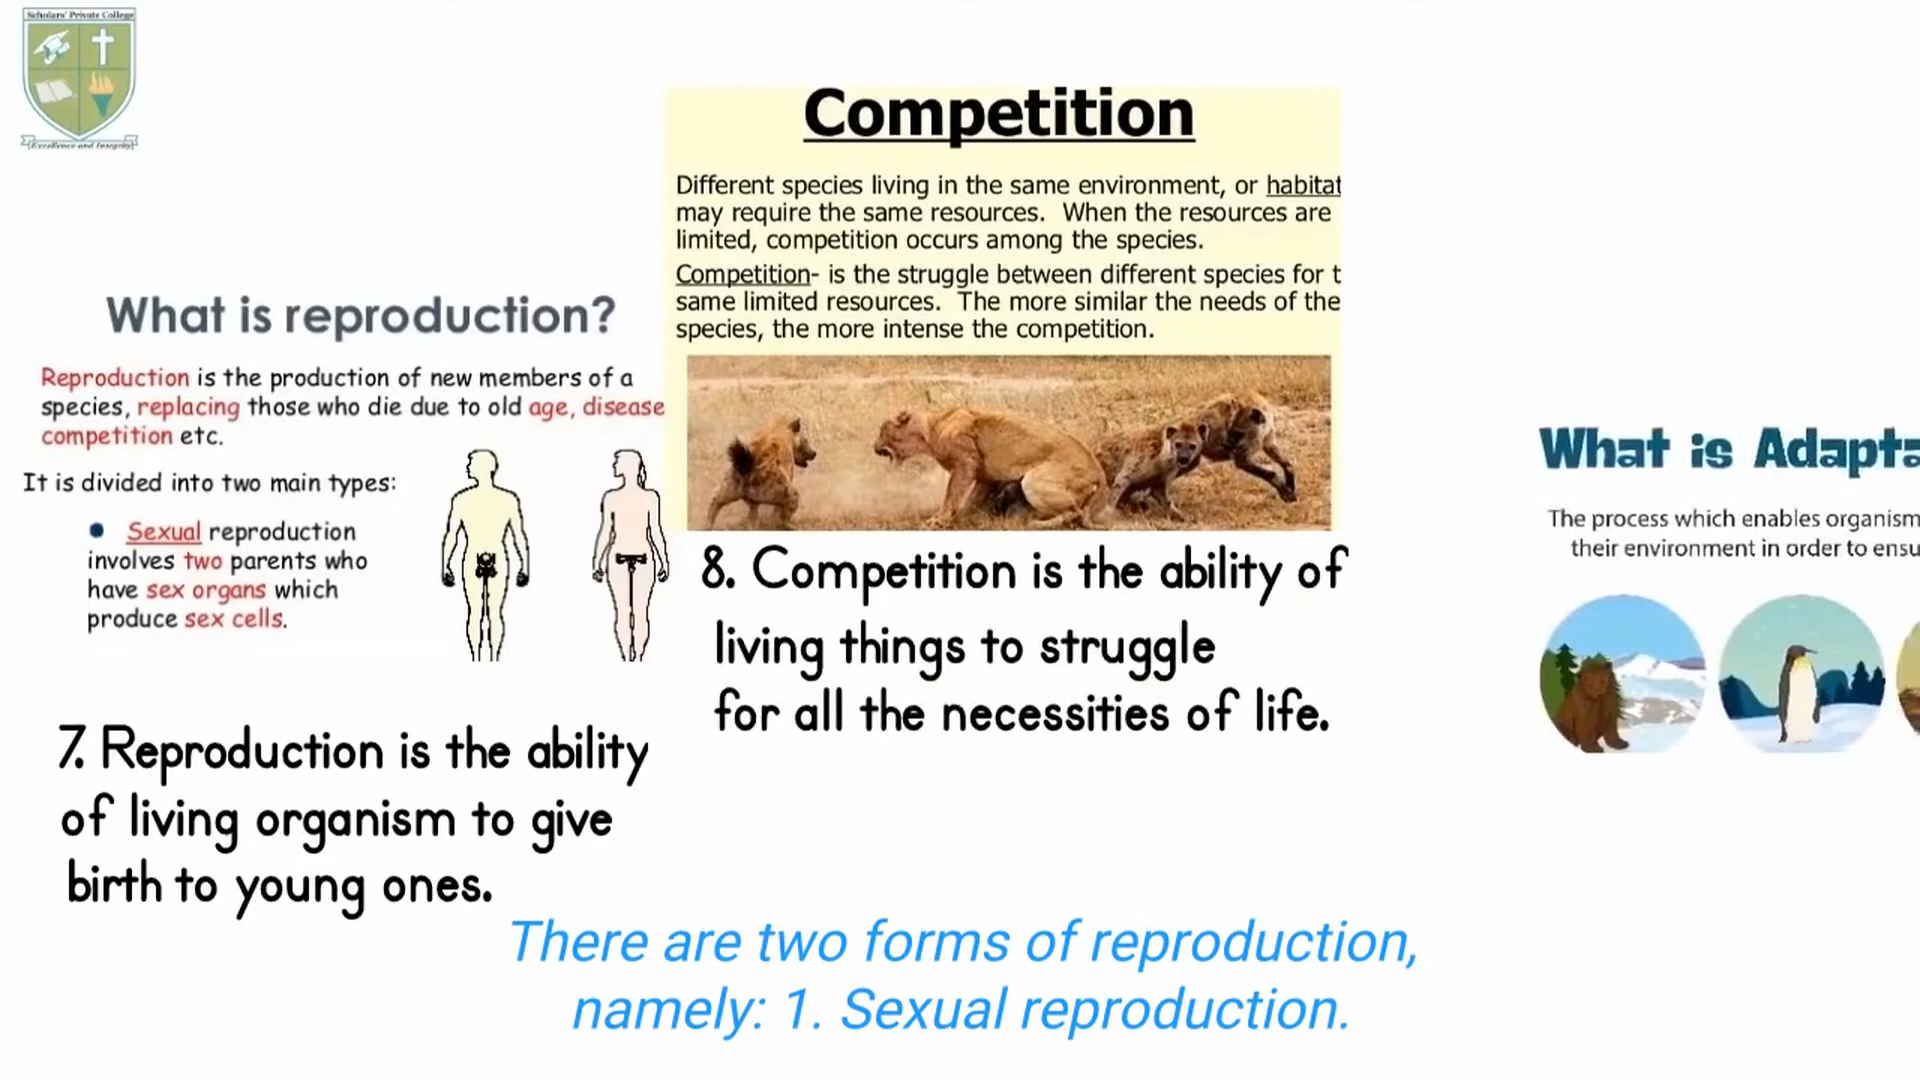 Scholars' Private College
Excellence and Integrity
What is reproduction?
Reproduction is the production of new members of a
species, replacing those who die due to old age, disease
competition etc.
It is divided into two main types:
Sexual reproduction
involves two parents who
have sex organs which
produce sex cells.
7. Reproduction is the ability
of living organism to give
birth to young ones.
Competition
Different species living in the same environment, or habitat
may require the same resources. When the resources are
limited, competition occurs among the species.
Competition- is the struggle between different species for t
same limited resources. The more similar the needs of the
species, the more intense the competition.
8. Competition is the ability of
living things to struggle
for all the necessities of life.
What is Adapta
The process which enables organism
their environment in order to ensu
There are two forms of reproduction,
namely: 1. Sexual reproduction.